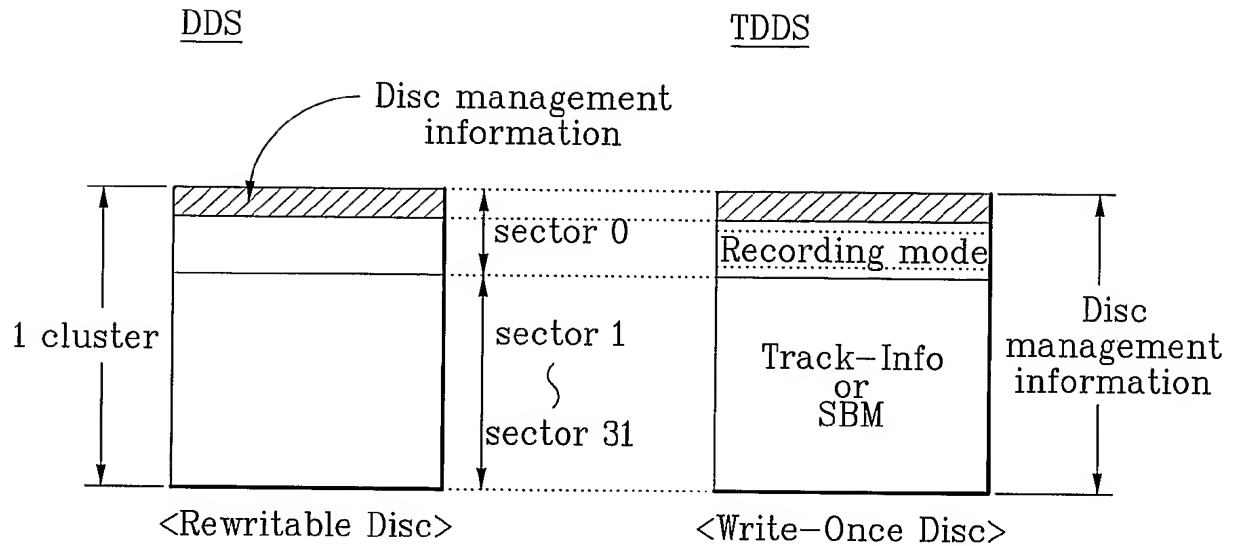 DDS
TDDS
Disc management
information
sector 0
Recording mode
1 cluster
sector 1
sector 31
Track-Info
or
SBM
Disc
management
information
<Rewritable Disc>
<Write-Once Disc>